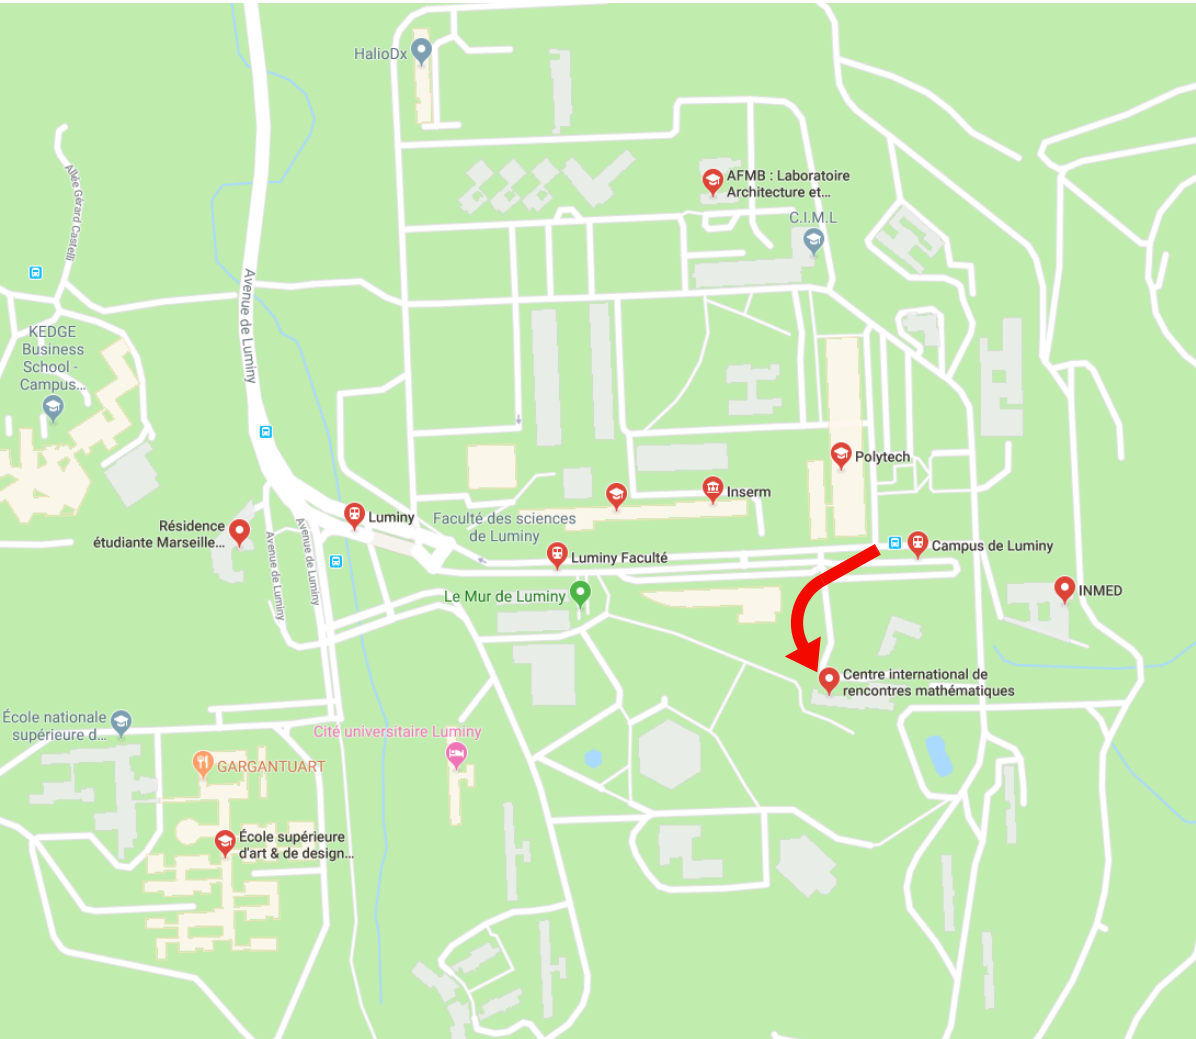 HalioDx
AFMB : Laboratoire
Architecture et...
C.I.M.L
Allée Gérard Castelli
Avenue de Luminy
KEDGE
Business
School -
Campus...
Polytech
Inserm
Luminy
Faculté des sciences
de Luminy
Résidence
étudiante Marseille...
Avenue de Luminy
Avenue de Luminy
Luminy Faculté
Campus de Luminy
Le Mur de Luminy
INMED
Centre international de
rencontres mathématiques
École nationale
supérieure d...
Cité universitaire Luminy
GARGANTUART
École supérieure
d'art & de design...